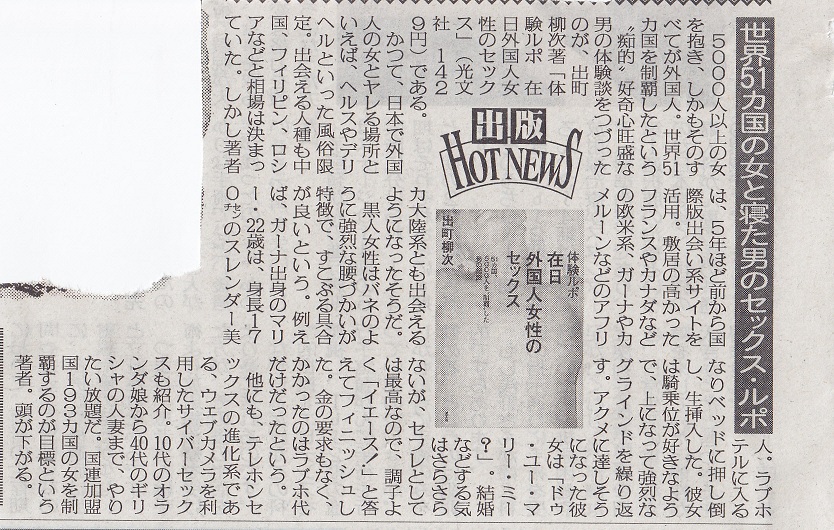 世界51カ国の女と寝た男のセックス・ルポ
5000人以上の女
を抱き、しかもそのす
べてが外国人。世界51
カ国を制覇したという
〝痴的〟好奇心旺盛な
男の体験談をつづった
のが、出町
柳次著「体
験ルポ 在
日外国人女
性のセック
ス」（光文
社 142
9円）である。
かつて、日本で外国
人の女とヤレる場所と
いえば、ヘルスやデリ
ヘルといった風俗限
定。出会える人種も中
国、フィリピン、ロシ
アなどと相場は決まっ
ていた。しかし著者
は、5年ほど前から国
際版出会い系サイトを
活用。敷居の高かった
フランスやカナダなど
の欧米系、ガーナやカ
メルーンなどのアフリ
カ大陸系とも出会える
ようになったそうだ。
黒人女性はバネのよ
うに強烈な腰づかいが
特徴で、すこぶる具合
が良いという。例え
ば、ガーナ出身のマリ
ー・22歳は、身長17
0センのスレンダー美
人。ラブホ
テルに入る
なりベッドに押し倒
し、生挿入した。彼女
は騎乗位が好きなよう
で、上になって強烈な
グラインドを繰り返
す。アクメに達しそう
になった彼
女は「ドゥ
・ユー・マ
リー・ミー
？」。結婚
などする気
はさらさら
ないが、セフレとして
は最高なので、調子よ
く「イエース！」と答
えてフィニッシュし
た。金の要求もなく、
かかったのはラブホ代
だけだったという。
他にも、テレホンセ
ックスの進化系であ
る、ウェブカメラを利
用したサイバーセック
スも紹介。10代のオラ
ンダ娘から40代のギリ
シャの人妻まで、やり
たい放題だ。国連加盟
国193カ国の女を制
覇するのが目標という
著者。頭が下がる。
出版
HOT NEWS
体験ルポ
在日
外国人女性の
セックス
出町柳次